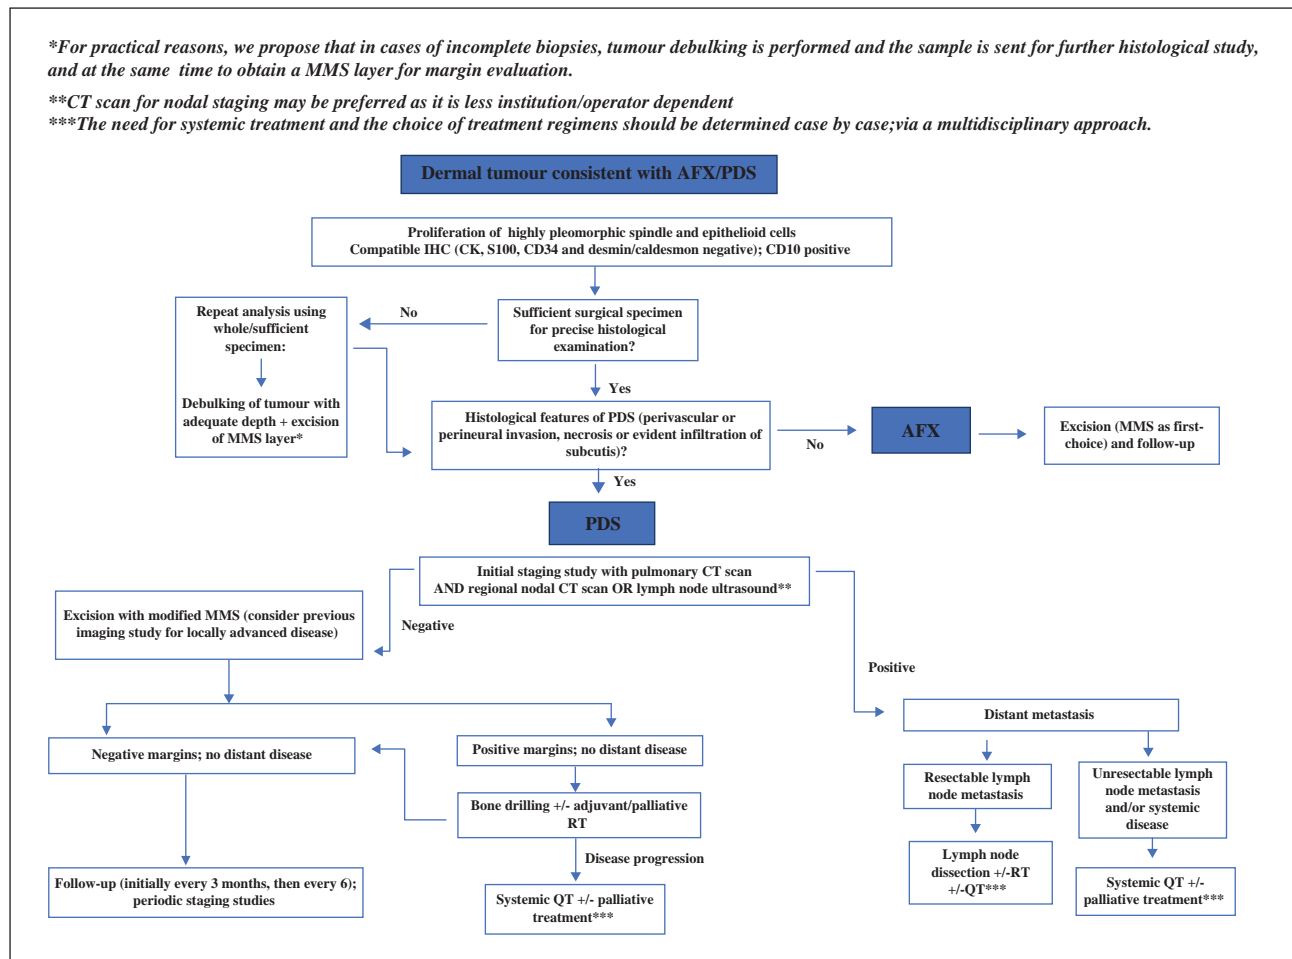 *For practical reasons, we propose that in cases of incomplete biopsies, tumour debulking is performed and the sample is sent for further histological study,
and at the same time to obtain a MMS layer for margin evaluation.
**CT scan for nodal staging may be preferred as it is less institution/operator dependent
***The need for systemic treatment and the choice of treatment regimens should be determined case by case;via a multidisciplinary approach.
Dermal tumour consistent with AFX/PDS
Proliferation of highly pleomorphic spindle and epithelioid cells
Compatible IHC (CK, S100, CD34 and desmin/caldesmon negative); CD10 positive
Repeat analysis using
whole/sufficient
specimen:
Debulking of tumour with
adequate depth + excision
of MMS layer*
No
Sufficient surgical specimen
for precise histological
examination?
Yes
Histological features of PDS (perivascular or
perineural invasion, necrosis or evident infiltration of
subcutis)?
No
AFX
Excision (MMS as first-
choice) and follow-up
Yes
PDS
Initial staging study with pulmonary CT scan
AND regional nodal CT scan OR lymph node ultrasound**
Negative
Excision with modified MMS (consider previous
imaging study for locally advanced disease)
Positive
Distant metastasis
Negative margins; no distant disease
Positive margins; no distant disease
Resectable lymph
node metastasis
Unresectable lymph
node metastasis
and/or systemic
disease
Bone drilling +/- adjuvant/palliative
RT
Disease progression
Lymph node
dissection +/-RT
+/-QT***
Follow-up (initially every 3 months, then every 6);
periodic staging studies
Systemic QT +/- palliative
treatment***
Systemic QT +/-
palliative treatment***